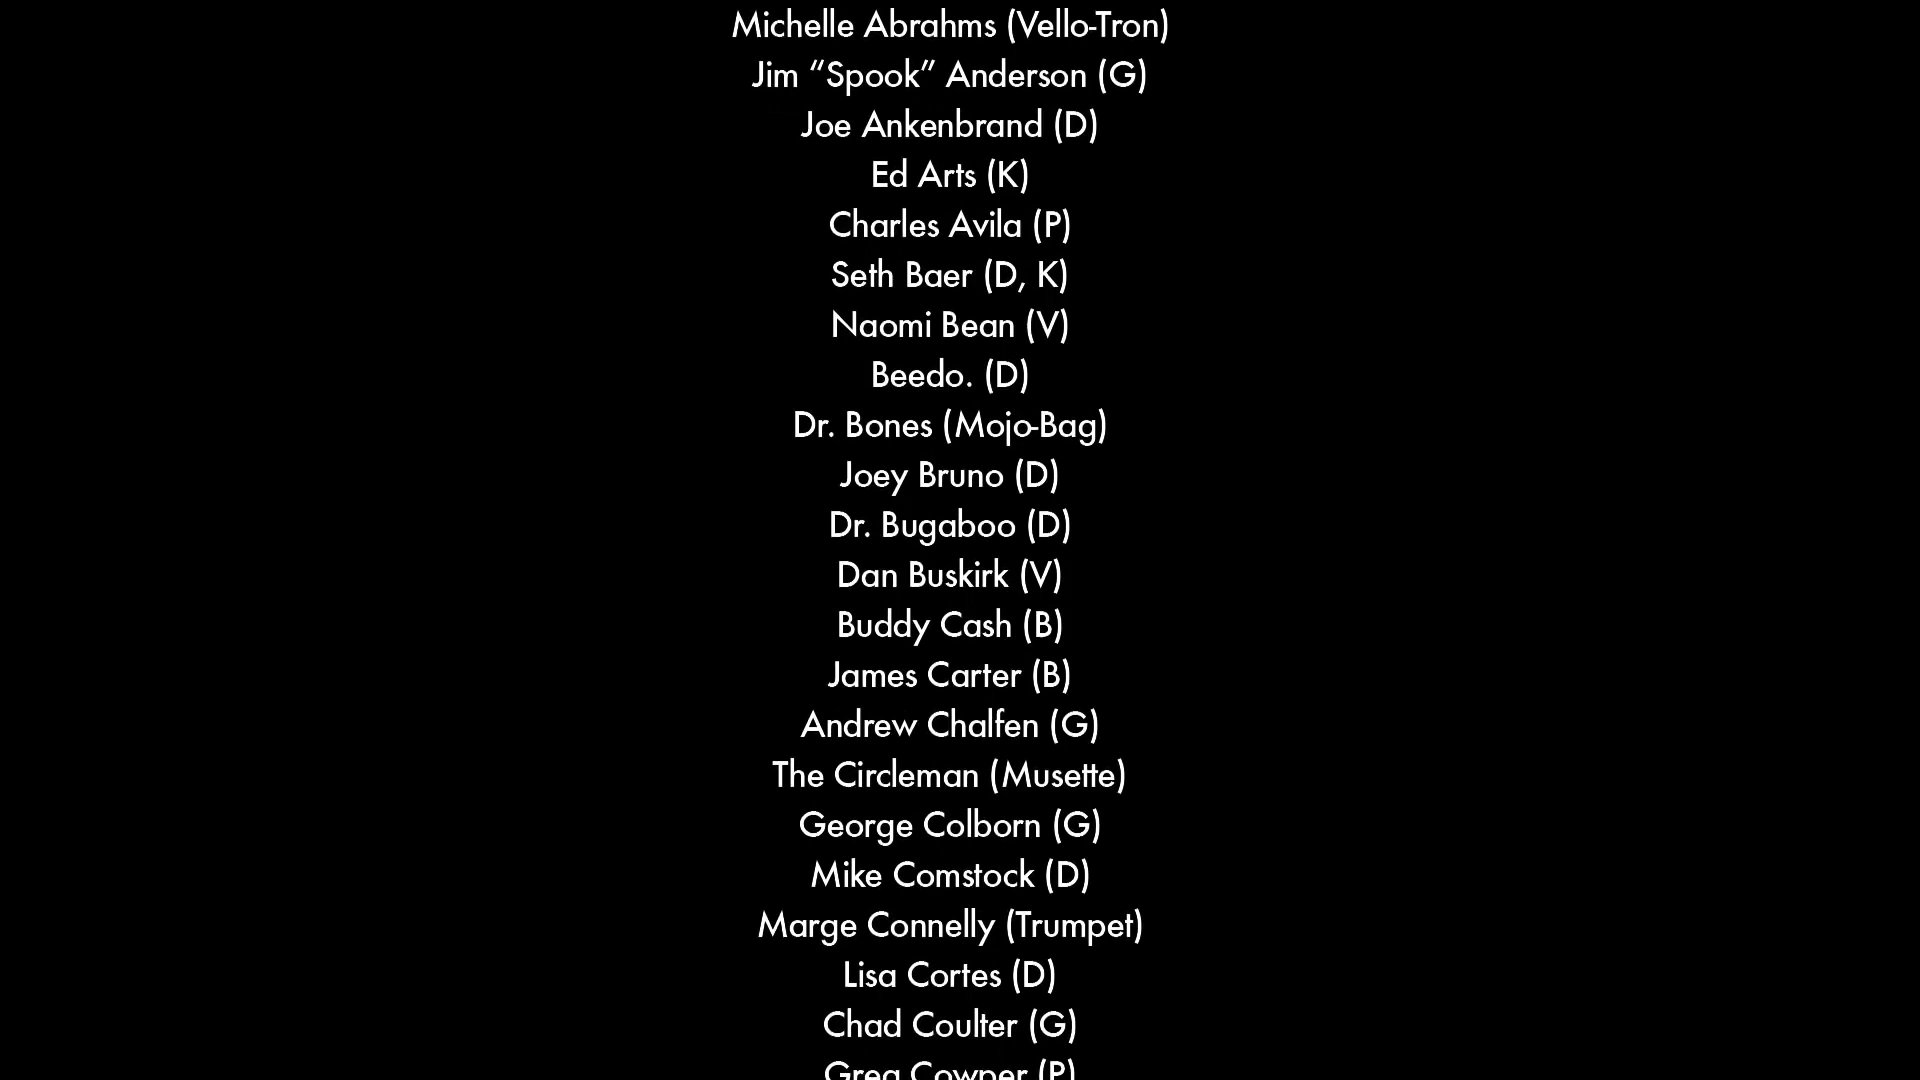 Michelle Abrahms (Vello-Tron)
Jim “Spook” Anderson (G)
Joe Ankenbrand (D)
Ed Arts (K)
Charles Avila (P)
Seth Baer (D, K)
Naomi Bean (V)
Beedo. (D)
Dr. Bones (Mojo-Bag)
Joey Bruno (D)
Dr. Bugaboo (D)
Dan Buskirk (V)
Buddy Cash (B)
James Carter (B)
Andrew Chalfen (G)
The Circleman (Musette)
George Colborn (G)
Mike Comstock (D)
Marge Connelly (Trumpet)
Lisa Cortes (D)
Chad Coulter (G)
Greg Cowper (P)